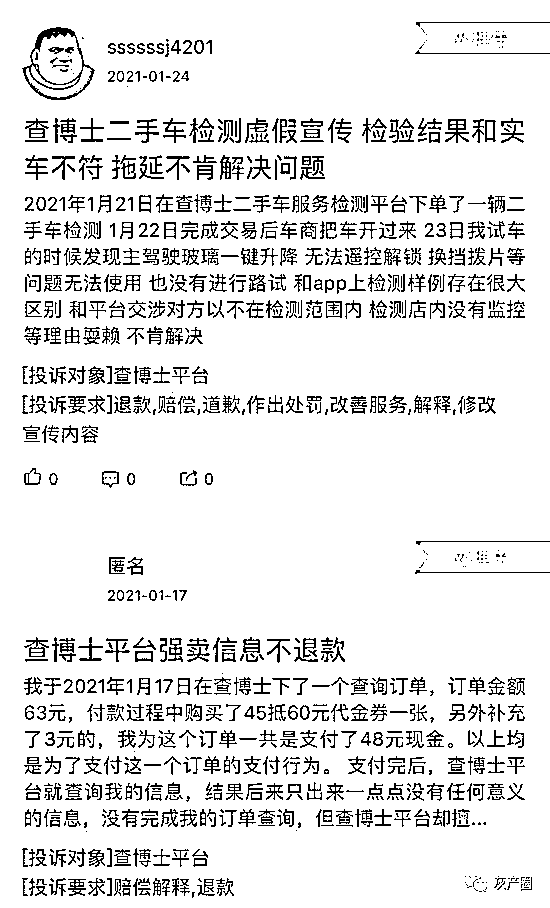 ssssssj4201
2021-01-24
查博士二手车检测虚假宣传 检验结果和实
车不符 拖延不肯解决问题
2021年1月21日在查博士二手车服务检测平台下单了一辆二
手车检测 1月22日完成交易后车商把车开过来 23日我试车
的时候发现主驾驶玻璃一键升降 无法遥控解锁 换挡拨片等
问题无法使用 也没有进行路试 和app上检测样例存在很大
区别 和平台交涉对方以不在检测范围内 检测店内没有监控
等理由耍赖 不肯解决
[投诉对象]查博士平台
[投诉要求]退款,赔偿,道歉,作出处罚,改善服务,解释,修改
宣传内容
0 0 0
匿名
2021-01-17
查博士平台强卖信息不退款
我于2021年1月17日在查博士下了一个查询订单，订单金额
63元，付款过程中购买了45抵60元代金券一张，另外补充
了3元的，我为这个订单一共是支付了48元现金。以上均
是为了支付这一个订单的支付行为。 支付完后，查博士平
台就查询我的信息，结果后来只出来一点点没有任何意义
的信息，没有完成我的订单查询，但查博士平台却擅...
[投诉对象]查博士平台
[投诉要求]赔偿解释,退款
灰产圈